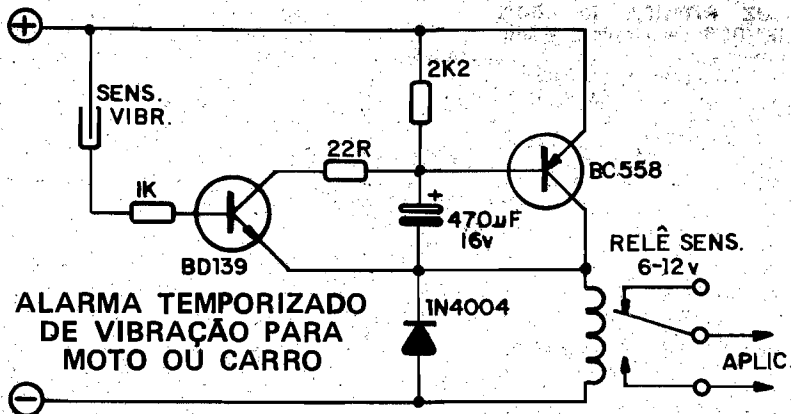 +
SENS.
VIBR.
1K
BD139
22R
2K2
+
470µF
16v
BC558
RELÊ SENS.
6-12v
1N4004
APLIC.
ALARMA TEMPORIZADO
DE VIBRAÇÃO PARA
MOTO OU CARRO
−